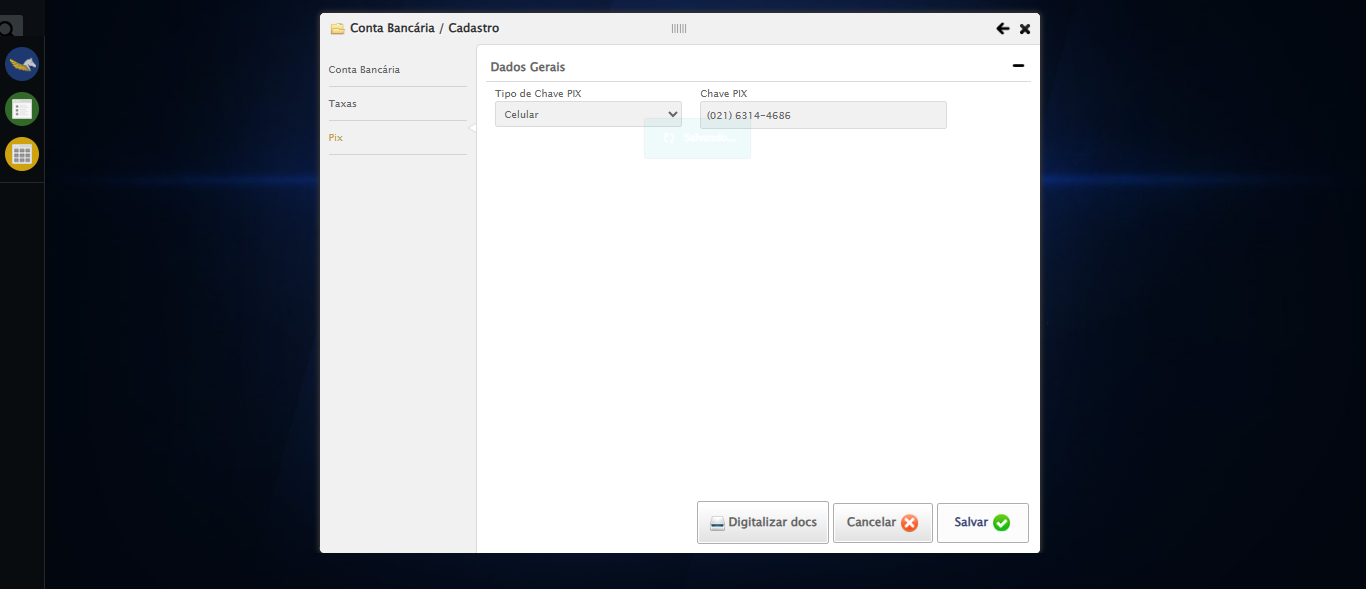 Conta Bancária / Cadastro
Conta Bancária
Taxas
Pix
Dados Gerais
Tipo de Chave PIX
Chave PIX
Celular
(021) 6314-4686
Digitalizar docs
Cancelar
Salvar